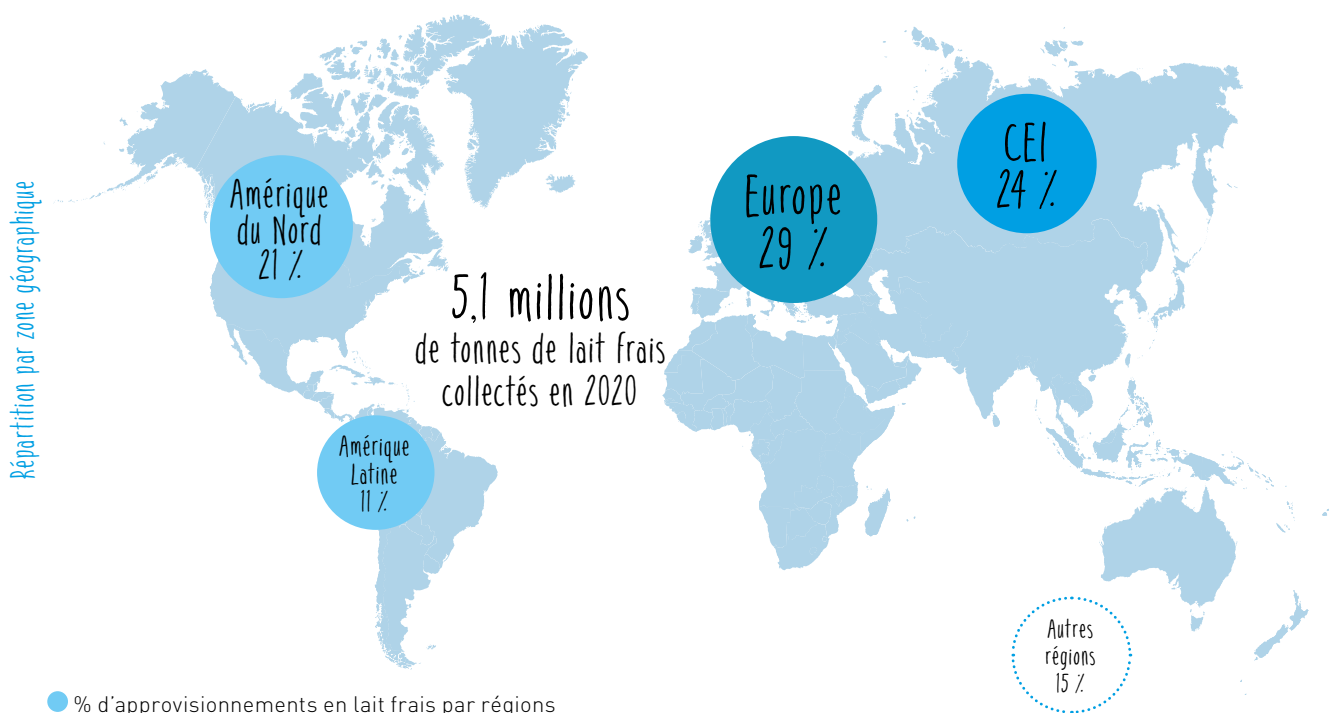 Répartition par zone géographique
Amérique
du Nord
21 %
Europe
29 %
CEI
24 %
5,1 millions
de tonnes de lait frais
collectés en 2020
Amérique
Latine
11 %
Autres
régions
15 %
% d'approvisionnements en lait frais par régions